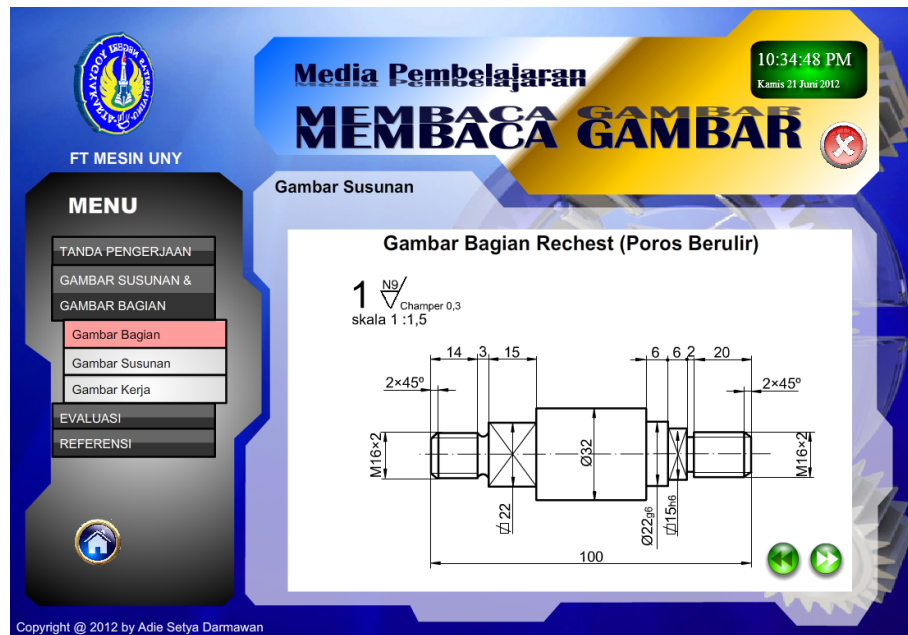 Media Pembelajaran
MEMBACA GAMBAR
10:34:48 PM
Kamis 21 Juni 2012
FT MESIN UNY
MENU
TANDA PENGERJAAN
GAMBAR SUSUNAN &
GAMBAR BAGIAN
Gambar Bagian
Gambar Susunan
Gambar Kerja
EVALUASI
REFERENSI
Gambar Susunan
Gambar Bagian Rechest (Poros Berulir)
1 N9/ Champer 0,3
skala 1 :1,5
14 3 15 6 6 2 20
2×45º 2×45º
M16×2 Ø32 M16×2
22 Ø22g6 15h6
100
Copyright @ 2012 by Adie Setya Darmawan